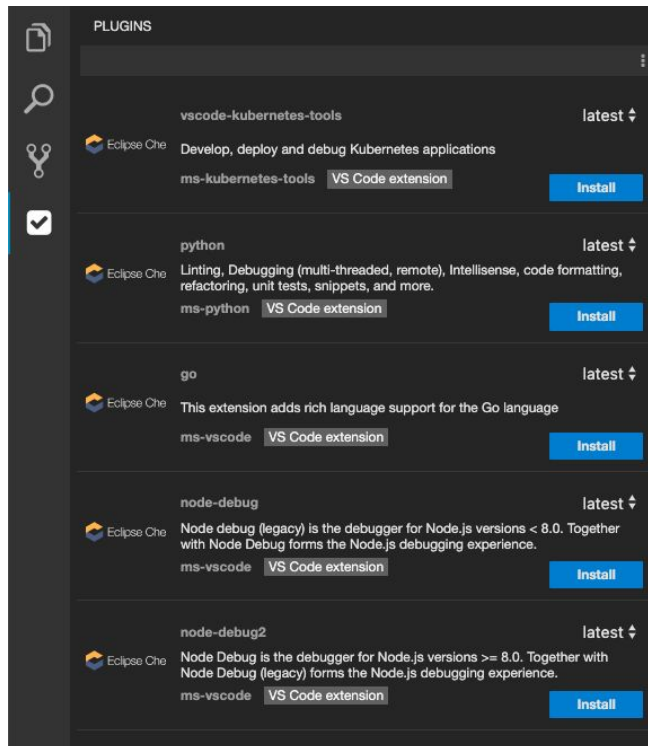 PLUGINS
vscode-kubernetes-tools
latest
Eclipse Che
Develop, deploy and debug Kubernetes applications
ms-kubernetes-tools VS Code extension
Install
python
latest
Eclipse Che
Linting, Debugging (multi-threaded, remote), Intellisense, code formatting,
refactoring, unit tests, snippets, and more.
ms-python VS Code extension
Install
go
latest
Eclipse Che
This extension adds rich language support for the Go language
ms-vscode VS Code extension
Install
node-debug
latest
Eclipse Che
Node debug (legacy) is the debugger for Node.js versions < 8.0. Together
with Node Debug forms the Node.js debugging experience.
ms-vscode VS Code extension
Install
node-debug2
latest
Eclipse Che
Node Debug is the debugger for Node.js versions >= 8.0. Together with
Node Debug (legacy) forms the Node.js debugging experience.
ms-vscode VS Code extension
Install